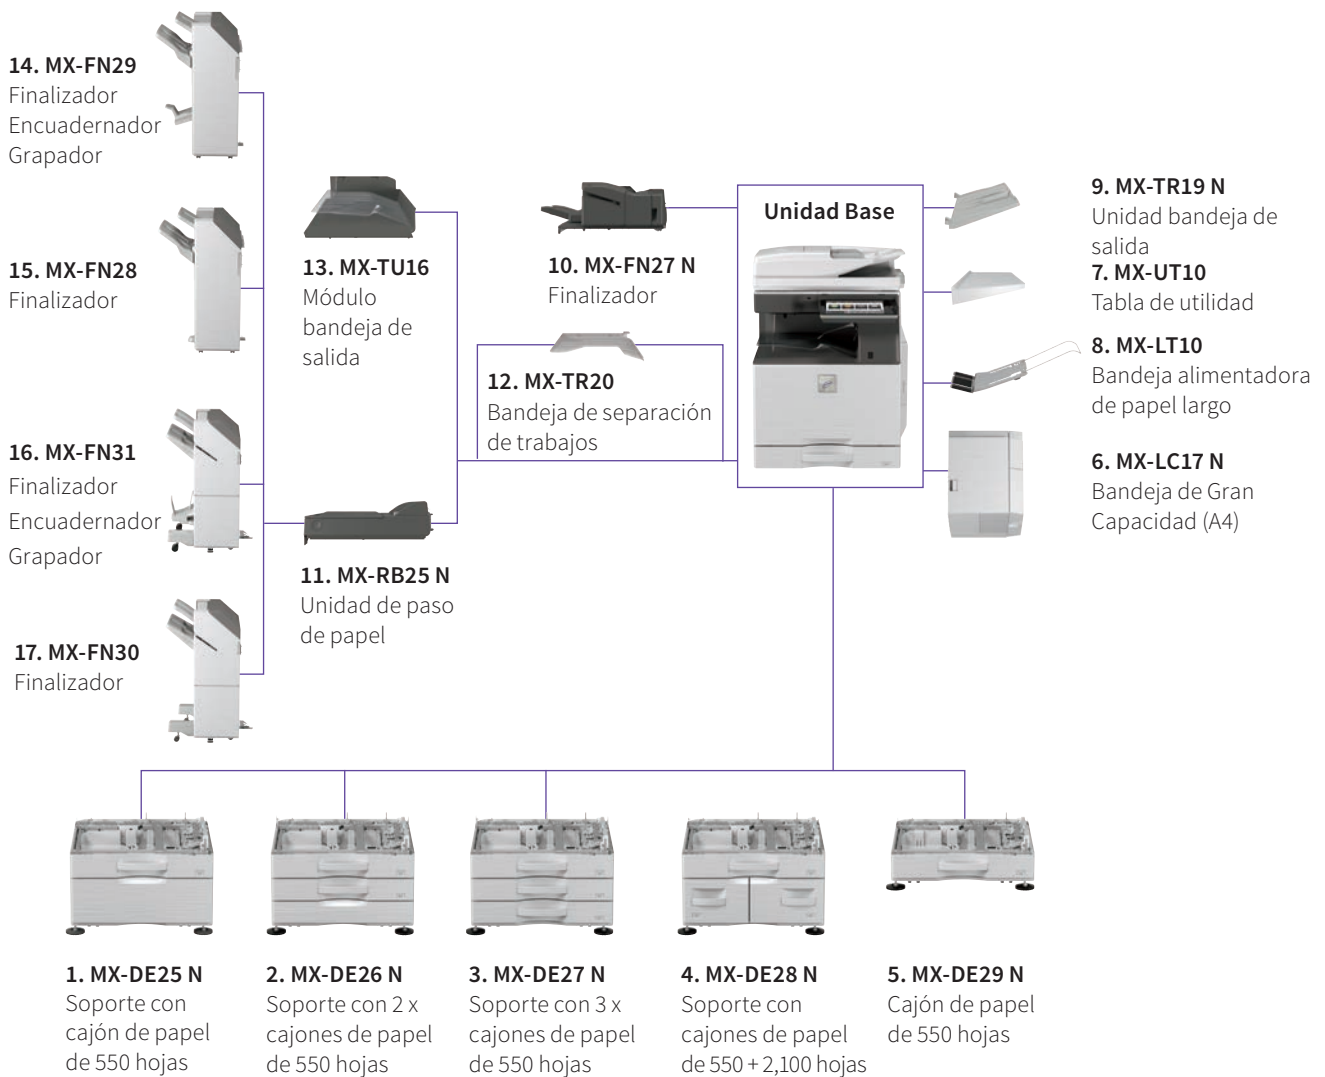 14. MX-FN29
Finalizador
Encuadernador
Grapador
15. MX-FN28
Finalizador
16. MX-FN31
Finalizador
Encuadernador
Grapador
17. MX-FN30
Finalizador
13. MX-TU16
Módulo
bandeja de
salida
11. MX-RB25 N
Unidad de paso
de papel
10. MX-FN27 N
Finalizador
12. MX-TR20
Bandeja de separación
de trabajos
Unidad Base
9. MX-TR19 N
Unidad bandeja de
salida
7. MX-UT10
Tabla de utilidad
8. MX-LT10
Bandeja alimentadora
de papel largo
6. MX-LC17 N
Bandeja de Gran
Capacidad (A4)
1. MX-DE25 N
Soporte con
cajón de papel
de 550 hojas
2. MX-DE26 N
Soporte con 2 x
cajones de papel
de 550 hojas
3. MX-DE27 N
Soporte con 3 x
cajones de papel
de 550 hojas
4. MX-DE28 N
Soporte con
cajones de papel
de 550 + 2,100 hojas
5. MX-DE29 N
Cajón de papel
de 550 hojas